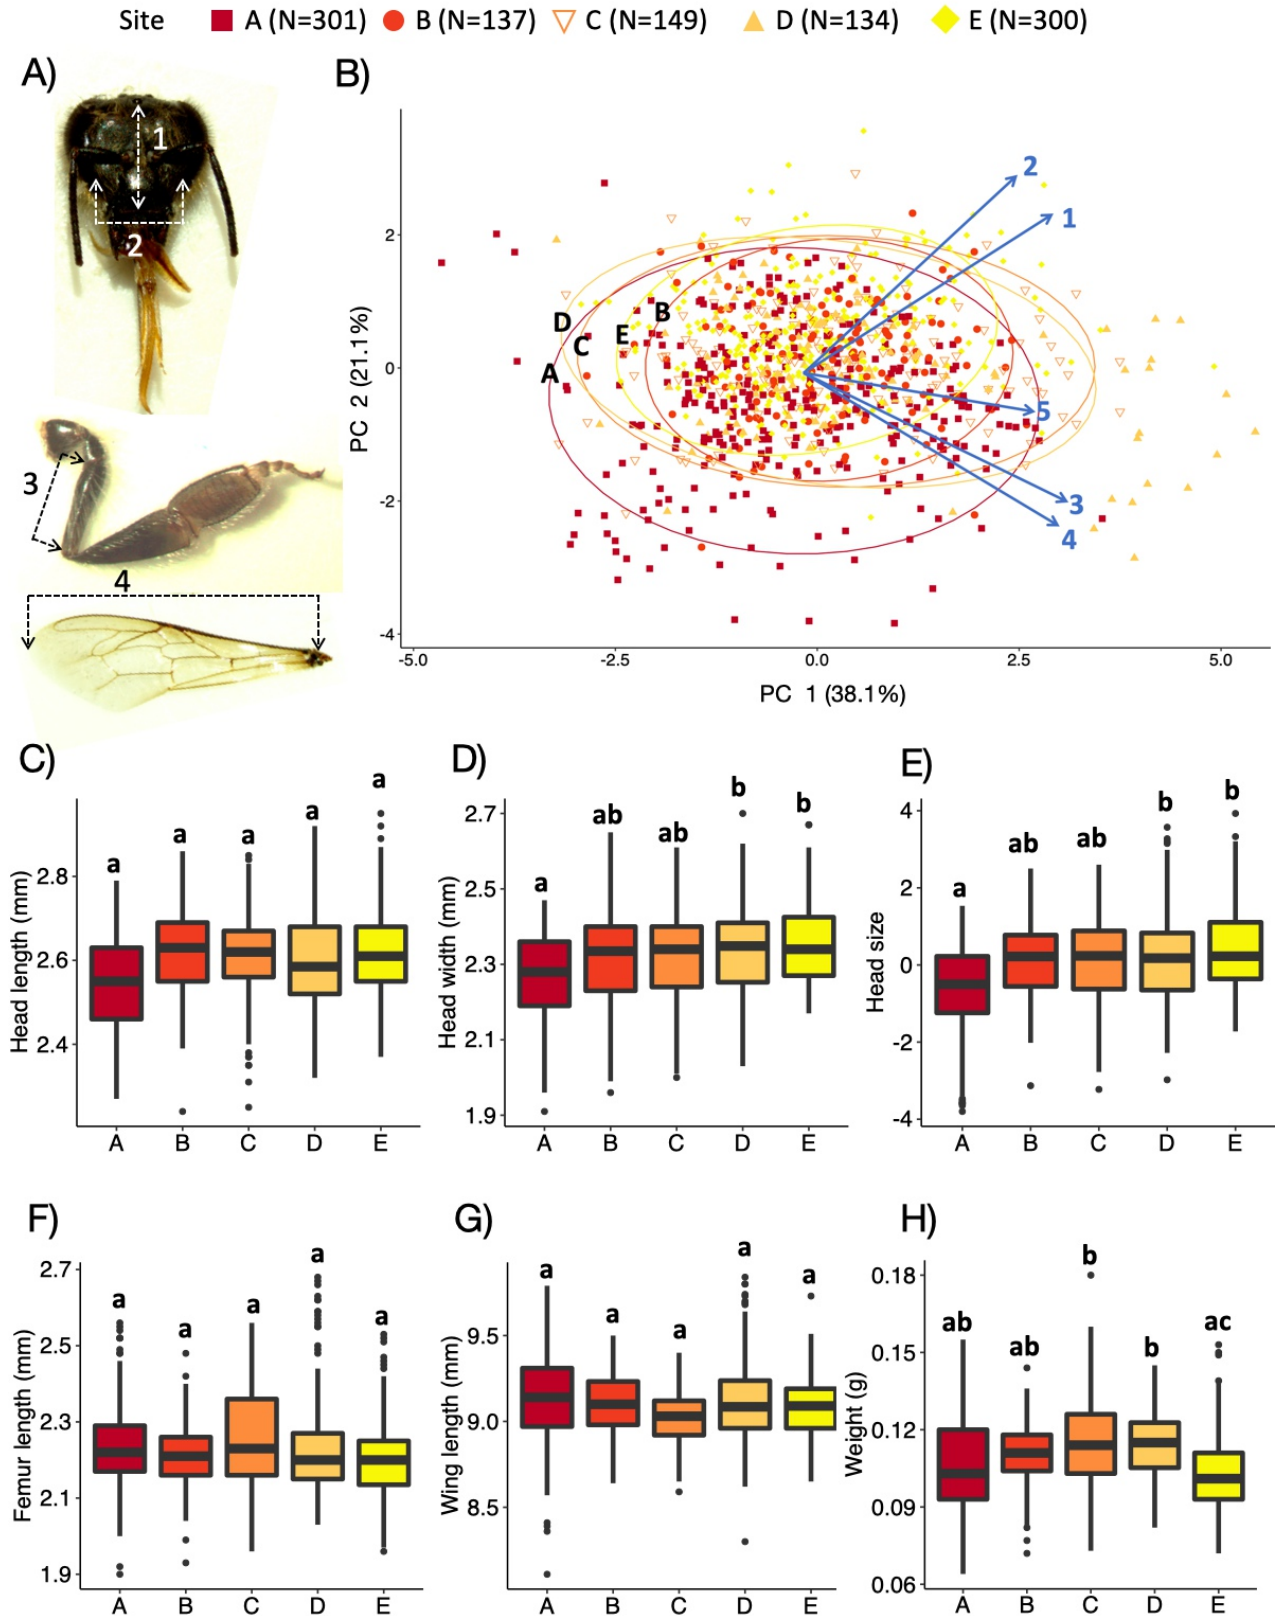 Site A (N=301) B (N=137) C (N=149) D (N=134) E (N=300)
A) B)
1
2
3
4
2
1
5
3
4
D
C
E
B
A
PC 2 (21.1%)
2
0
-2
-4
-5.0 -2.5 0.0 2.5 5.0
PC 1 (38.1%)
C) D) E)
Head length (mm)
2.8
2.6
2.4
a a a a a
A B C D E
Head width (mm)
2.7
2.5
2.3
2.1
1.9
a ab ab b b
A B C D E
Head size
4
2
0
-2
-4
a ab ab b b
A B C D E
F) G) H)
Femur length (mm)
2.7
2.5
2.3
2.1
1.9
a a a a a
A B C D E
Wing length (mm)
9.5
9.0
8.5
a a a a a
A B C D E
Weight (g)
0.18
0.15
0.12
0.09
0.06
ab ab b b ac
A B C D E